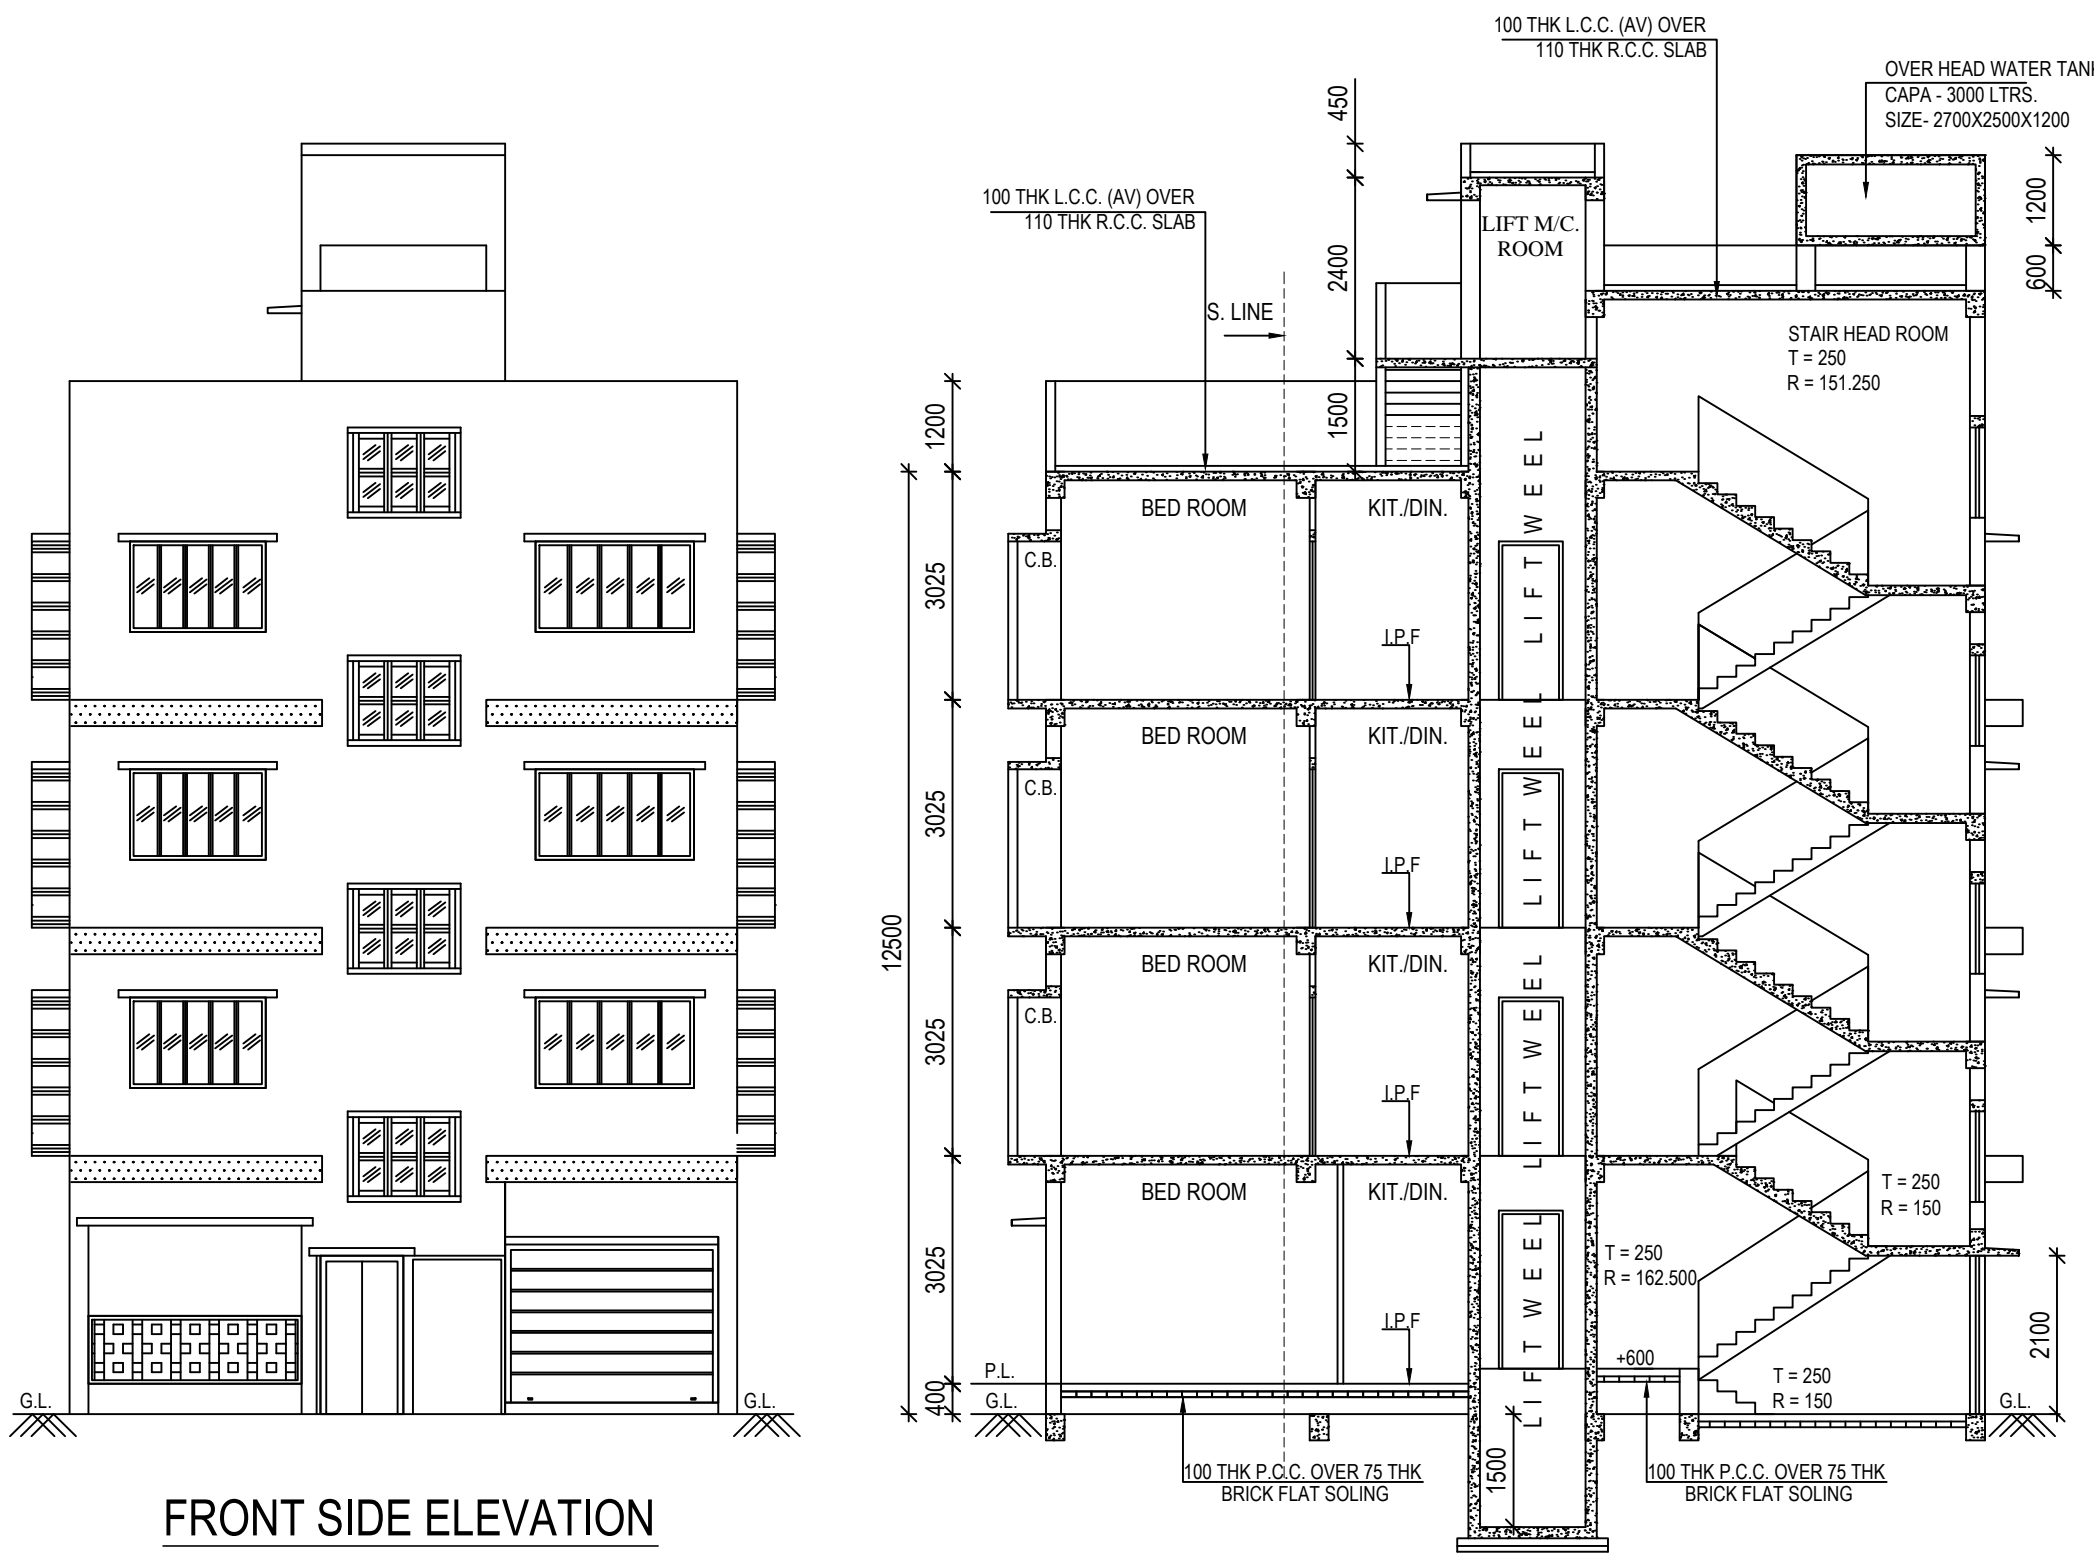 100 THK L.C.C. (AV) OVER
110 THK R.C.C. SLAB
OVER HEAD WATER TANK
CAPA - 3000 LTRS.
SIZE- 2700X2500X1200
450
100 THK L.C.C. (AV) OVER
110 THK R.C.C. SLAB
LIFT M/C.
ROOM
1200
2400
600
S. LINE
STAIR HEAD ROOM
T = 250
R = 151.250
1200
1500
BED ROOM
KIT./DIN.
LIFT WEEL
C.B.
3025
I.P.F
BED ROOM
KIT./DIN.
LIFT WEEL
C.B.
3025
I.P.F
12500
BED ROOM
KIT./DIN.
LIFT WEEL
C.B.
3025
I.P.F
BED ROOM
KIT./DIN.
LIFT WEEL
T = 250
R = 150
T = 250
R = 162.500
3025
I.P.F
2100
+600
P.L.
T = 250
R = 150
400
G.L.
G.L.
G.L.
G.L.
1500
100 THK P.C.C. OVER 75 THK
BRICK FLAT SOLING
100 THK P.C.C. OVER 75 THK
BRICK FLAT SOLING
FRONT SIDE ELEVATION